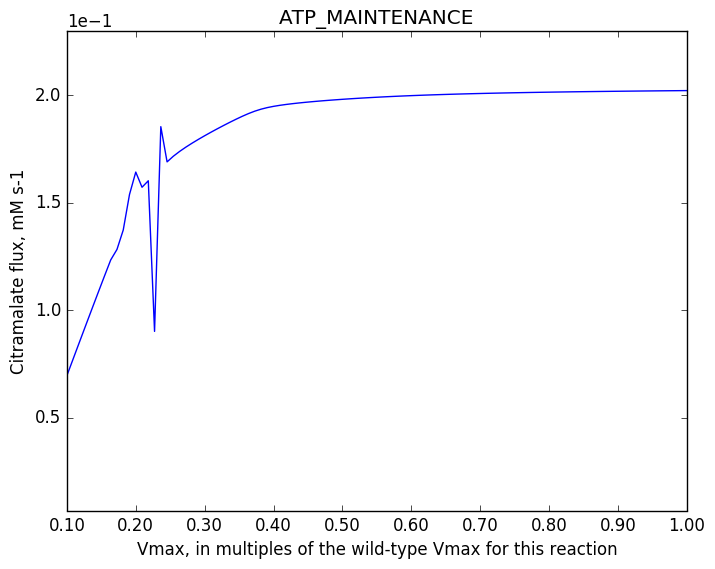 ATP_MAINTENANCE
1e−1
2.0
1.5
1.0
0.5
Citramalate flux, mM s-1
0.10 0.20 0.30 0.40 0.50 0.60 0.70 0.80 0.90 1.00
Vmax, in multiples of the wild-type Vmax for this reaction